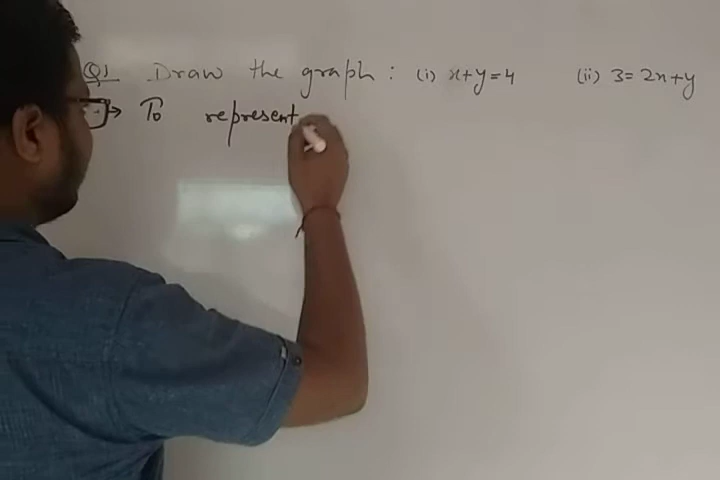 Q1 Draw the graph : (i) x+y=4 (ii) 3=2x+y
→ To represent